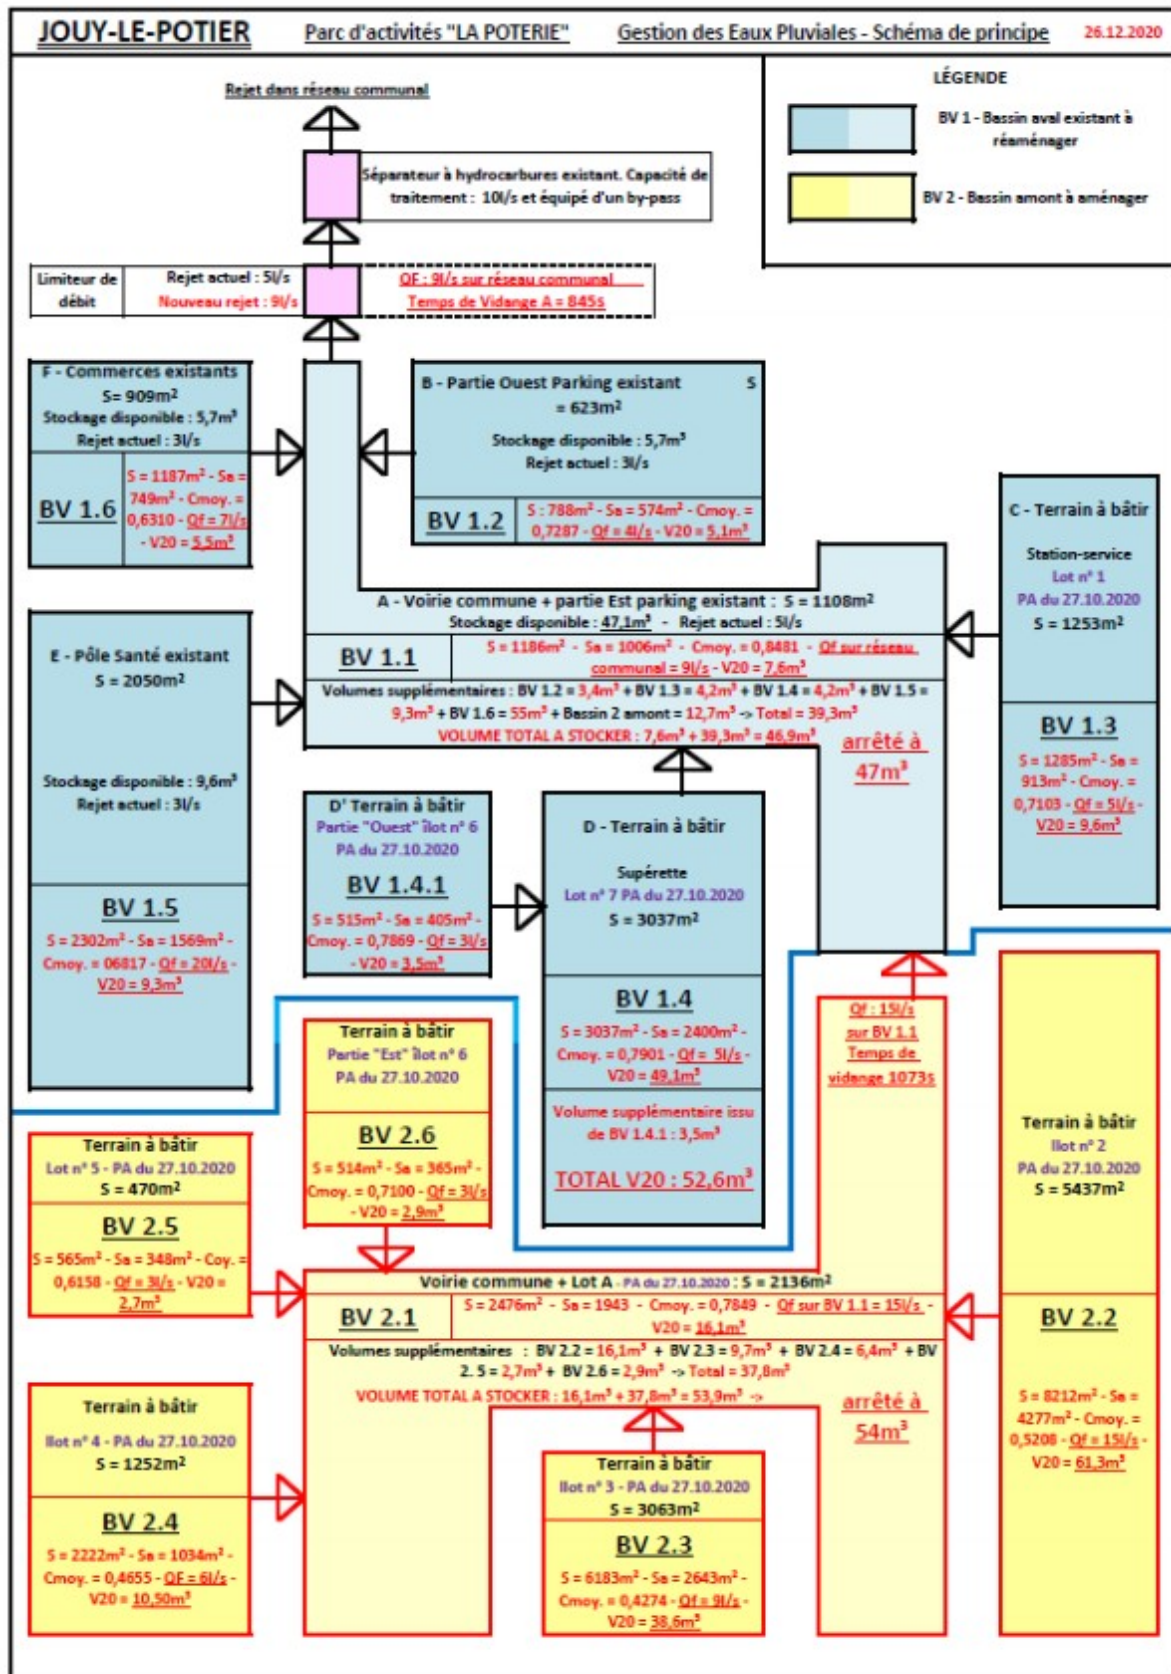 JOUY-LE-POTIER Parc d'activités "LA POTERIE" Gestion des Eaux Pluviales - Schéma de principe 26.12.2020
LÉGENDE
BV 1 - Bassin aval existant à
réaménager
BV 2 - Bassin amont à aménager
Rejet dans réseau communal
Séparateur à hydrocarbures existant. Capacité de
traitement : 10l/s et équipé d'un by-pass
Limiteur de
débit
Rejet actuel : 5l/s
Nouveau rejet : 9l/s
QF : 9l/s sur réseau communal
Temps de Vidange A = 845s
F - Commerces existants
S= 909m²
Stockage disponible : 5,7m³
Rejet actuel : 3l/s
BV 1.6
S = 1187m² - Sa =
749m² - Cmoy. =
0,6310 - Qf = 7l/s
- V20 =
5,5m³
B - Partie Ouest Parking existant S
= 623m²
Stockage disponible : 5,7m³
Rejet actuel : 3l/s
BV 1.2
S : 788m² - Sa = 574m² - Cmoy. =
0,7287 - Qf = 4l/s - V20 = 5,1m³
C - Terrain à bâtir
Station-service
Lot n° 1
PA du 27.10.2020
S = 1253m²
BV 1.3
S = 1285m² - Sa =
913m² - Cmoy. =
0,7103 - Qf = 5l/s -
V20 = 9,6m³
A - Voirie commune + partie Est parking existant : S = 1108m²
Stockage disponible : 47,1m³ - Rejet actuel : 5l/s
BV 1.1
S = 1186m² - Sa = 1006m² - Cmoy. = 0,8481 - Qf sur réseau
communal = 9l/s - V20 = 7,6m³
Volumes supplémentaires : BV 1.2 = 3,4m³ + BV 1.3 = 4,2m³ + BV 1.4 = 4,2m³ + BV 1.5 =
9,3m³ + BV 1.6 = 55m³ + Bassin 2 amont = 12,7m³ -> Total = 39,3m³
VOLUME TOTAL A STOCKER : 7,6m³ + 39,3m³ = 46,9m³
arrêté à
47m³
E - Pôle Santé existant
S = 2050m²
Stockage disponible : 9,6m³
Rejet actuel : 3l/s
BV 1.5
S = 2302m² - Sa = 1569m² -
Cmoy. = 06817 - Qf = 20l/s -
V20 = 9,3m³
D' Terrain à bâtir
Partie "Ouest" îlot n° 6
PA du 27.10.2020
BV 1.4.1
S = 515m² - Sa = 405m² -
Cmoy. = 0,7869 - Qf = 3l/s
- V20 = 3,5m³
D - Terrain à bâtir
Supérette
Lot n° 7 PA du 27.10.2020
S = 3037m²
BV 1.4
S = 3037m² - Sa = 2400m² -
Cmoy. = 0,7901 - Qf = 5l/s -
V20 = 49,1m³
Volume supplémentaire issu
de BV 1.4.1 : 3,5m³
TOTAL V20 : 52,6m³
Qf : 15l/s
sur BV 1.1
Temps de
vidange 1073s
Terrain à bâtir
Partie "Est" îlot n° 6
PA du 27.10.2020
BV 2.6
S = 514m² - Sa = 365m² -
Cmoy. = 0,7100 - Qf = 3l/s
- V20 = 2,9m³
Terrain à bâtir
Lot n° 5 - PA du 27.10.2020
S = 470m²
BV 2.5
S = 565m² - Sa = 348m² - Coy. =
0,6158 - Qf = 3l/s - V20 =
2,7m³
Terrain à bâtir
Ilot n° 2
PA du 27.10.2020
S = 5437m²
BV 2.2
S = 8212m² - Sa =
4277m² - Cmoy. =
0,5208 - Qf = 15l/s -
V20 = 61,3m³
Voirie commune + Lot A - PA du 27.10.2020 : S = 2136m²
BV 2.1
S = 2476m² - Sa = 1943 - Cmoy. = 0,7849 - Qf sur BV 1.1 = 15l/s -
V20 = 16,1m³
Volumes supplémentaires : BV 2.2 = 16,1m³ + BV 2.3 = 9,7m³ + BV 2.4 = 6,4m³ + BV
2. 5 = 2,7m³ + BV 2.6 = 2,9m³ -> Total = 37,8m³
VOLUME TOTAL A STOCKER : 16,1m³ + 37,8m³ = 53,9m³ ->
arrêté à
54m³
Terrain à bâtir
Ilot n° 4 - PA du 27.10.2020
S = 1252m²
BV 2.4
S = 2222m² - Sa = 1034m² -
Cmoy. = 0,4655 - QF = 6l/s -
V20 = 10,50m³
Terrain à bâtir
Ilot n° 3 - PA du 27.10.2020
S = 3063m²
BV 2.3
S = 6183m² - Sa = 2643m² -
Cmoy. = 0,4274 - Qf = 9l/s -
V20 = 38,6m³